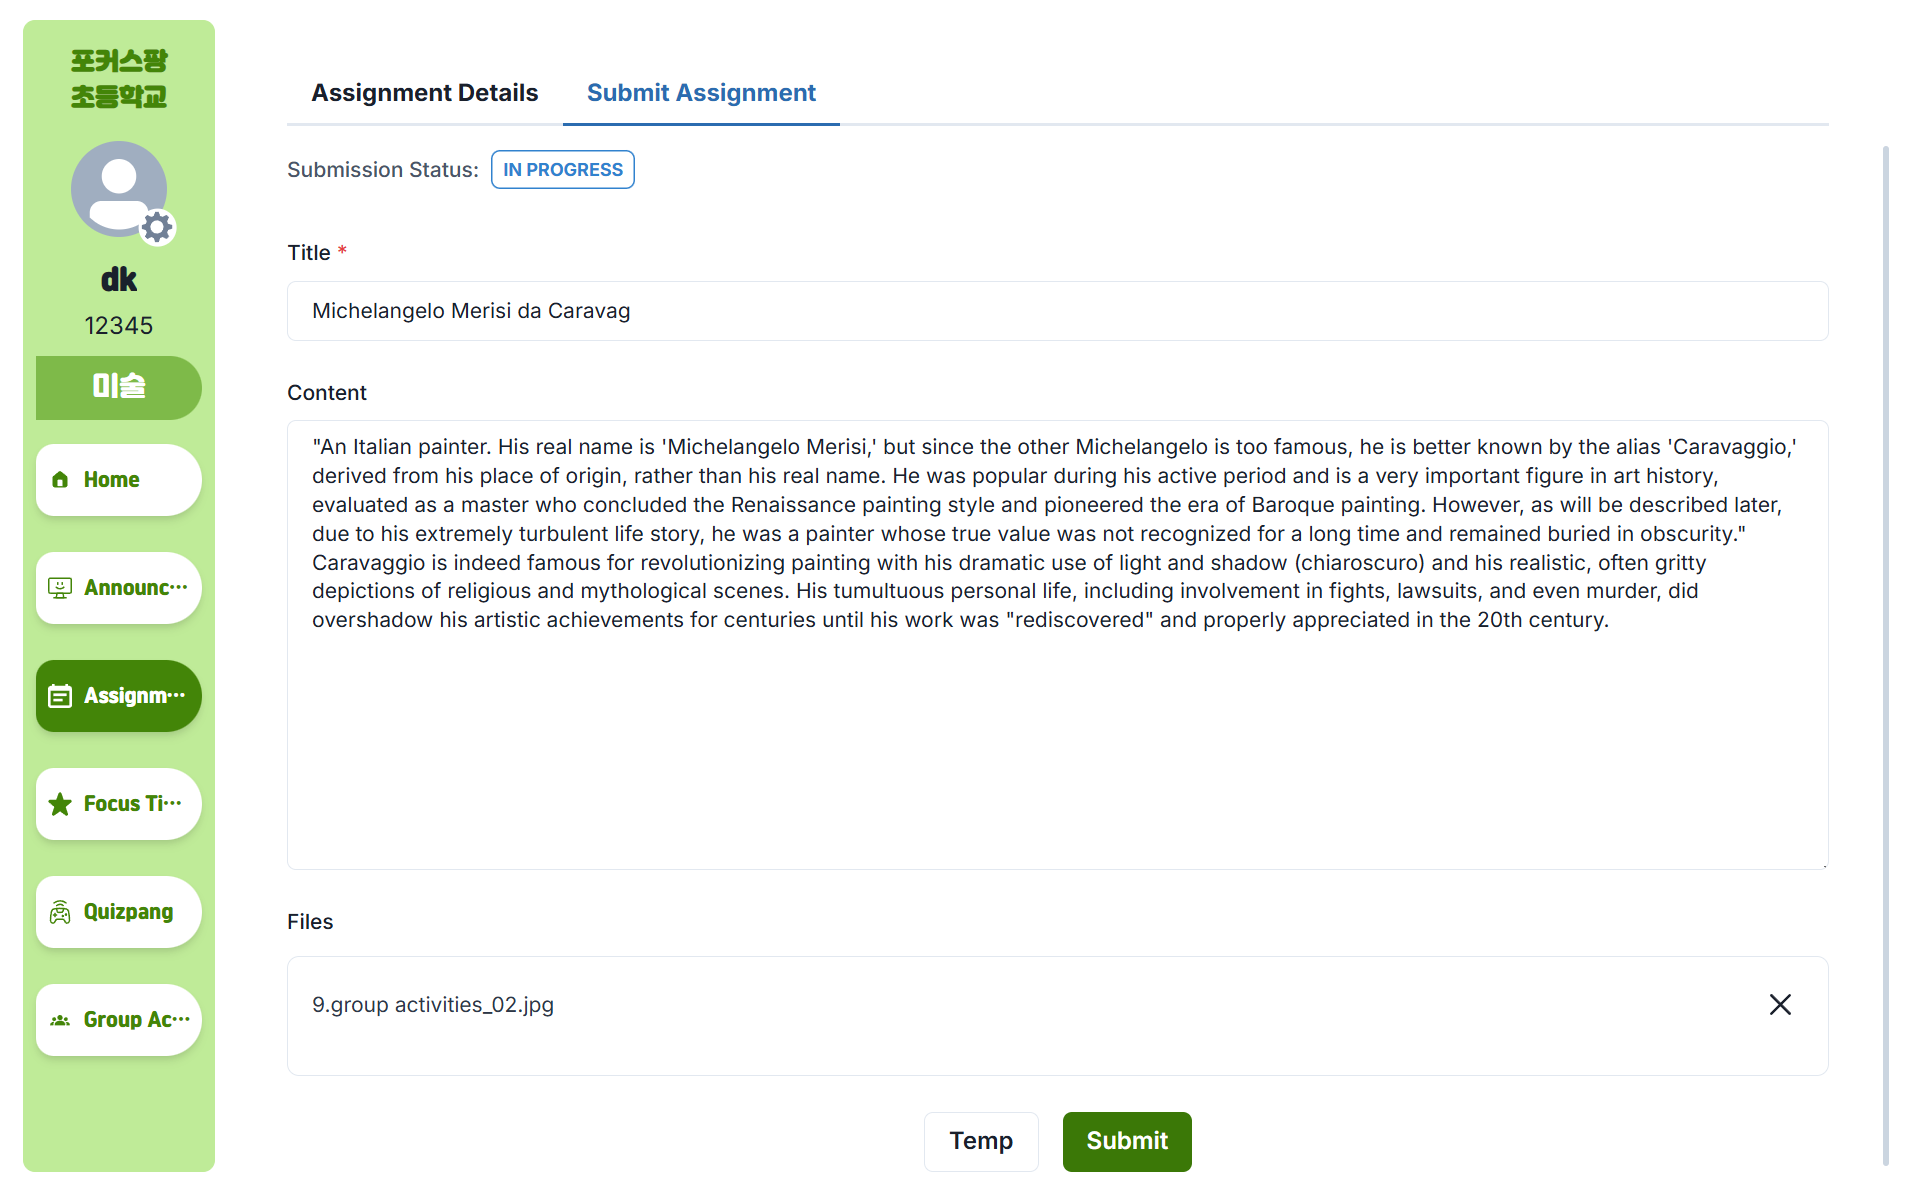 포커스팡
초등학교
dk
12345
미술
Home
Announc···
Assignm···
Focus Ti···
Quizpang
Group Ac···
Assignment Details
Submit Assignment
Submission Status: IN PROGRESS
Title *
Michelangelo Merisi da Caravag
Content
"An Italian painter. His real name is 'Michelangelo Merisi,' but since the other Michelangelo is too famous, he is better known by the alias 'Caravaggio,'
derived from his place of origin, rather than his real name. He was popular during his active period and is a very important figure in art history,
evaluated as a master who concluded the Renaissance painting style and pioneered the era of Baroque painting. However, as will be described later,
due to his extremely turbulent life story, he was a painter whose true value was not recognized for a long time and remained buried in obscurity."
Caravaggio is indeed famous for revolutionizing painting with his dramatic use of light and shadow (chiaroscuro) and his realistic, often gritty
depictions of religious and mythological scenes. His tumultuous personal life, including involvement in fights, lawsuits, and even murder, did
overshadow his artistic achievements for centuries until his work was "rediscovered" and properly appreciated in the 20th century.
Files
9.group activities_02.jpg
Temp
Submit